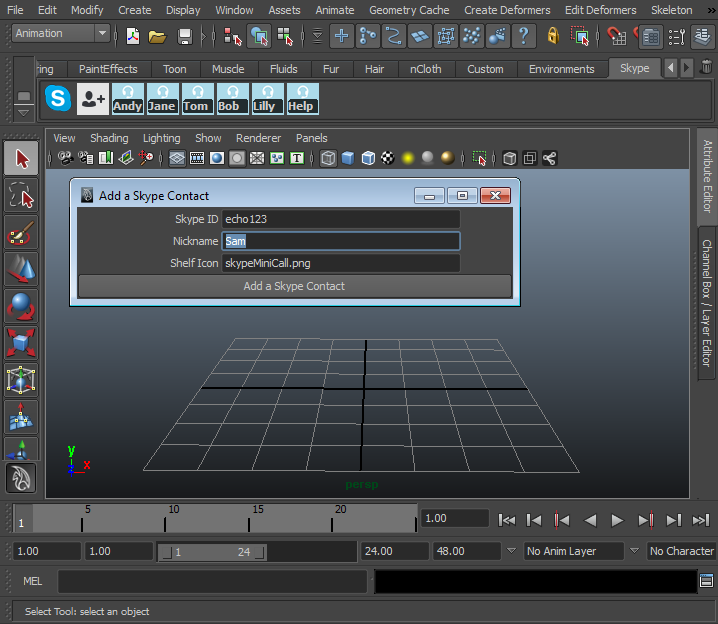 File Edit Modify Create Display Window Assets Animate Geometry Cache Create Deformers Edit Deformers Skeleton »
Animation
ring PaintEffects Toon Muscle Fluids Fur Hair nCloth Custom Environments Skype
Andy Jane Tom Bob Lilly Help
View Shading Lighting Show Renderer Panels
Add a Skype Contact
Skype ID echo123
Nickname Sam
Shelf Icon skypeMiniCall.png
Add a Skype Contact
Attribute Editor
Channel Box / Layer Editor
y
z x
persp
1 5 10 15 20 1.00
1.00 1.00 1 24 24.00 48.00 No Anim Layer No Character
MEL
Select Tool: select an object